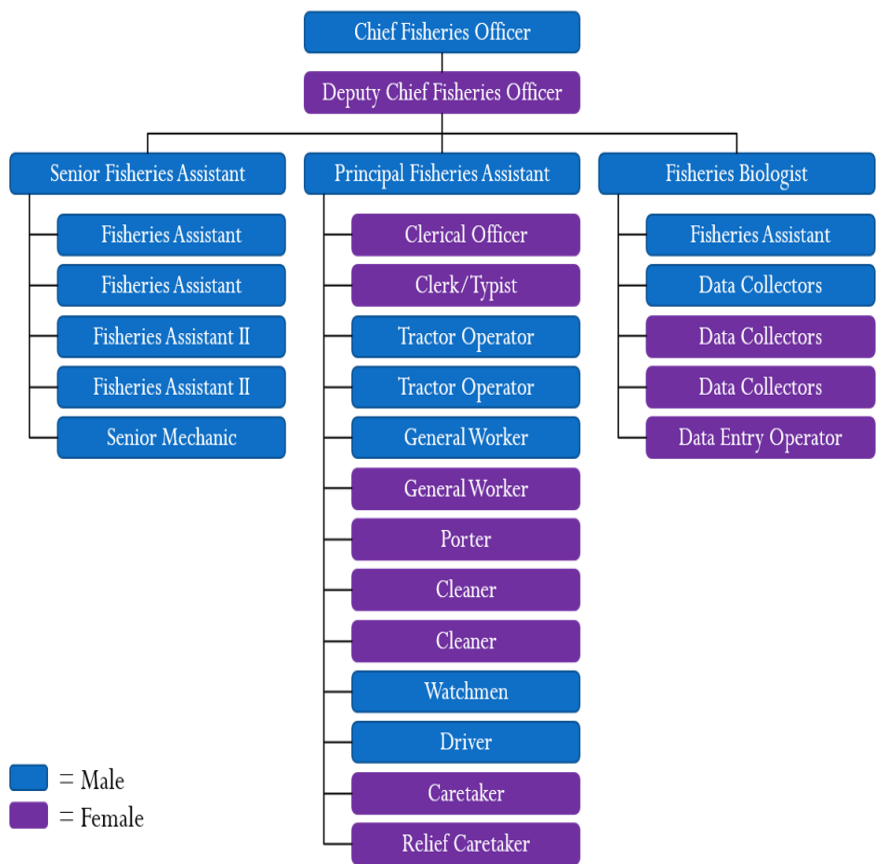 Chief Fisheries Officer
Deputy Chief Fisheries Officer
Senior Fisheries Assistant
Fisheries Assistant
Fisheries Assistant
Fisheries Assistant II
Fisheries Assistant II
Senior Mechanic
Principal Fisheries Assistant
Clerical Officer
Clerk/Typist
Tractor Operator
Tractor Operator
General Worker
General Worker
Porter
Cleaner
Cleaner
Watchmen
Driver
Caretaker
Relief Caretaker
Fisheries Biologist
Fisheries Assistant
Data Collectors
Data Collectors
Data Collectors
Data Entry Operator
= Male
= Female